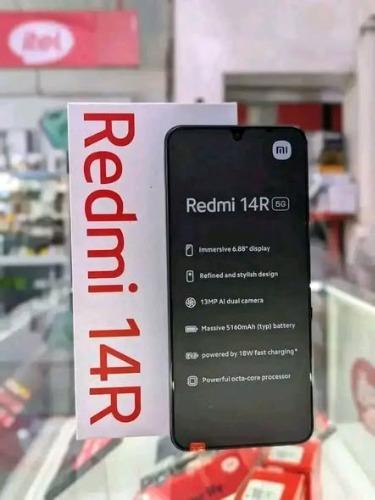 itel
Redmi 14R
mi
Redmi 14R 5G
Immersive 6.88" display
Refined and stylish design
13MP AI dual camera
Massive 5160mAh (typ) battery
powered by 18W fast charging*
Powerful octa-core processor